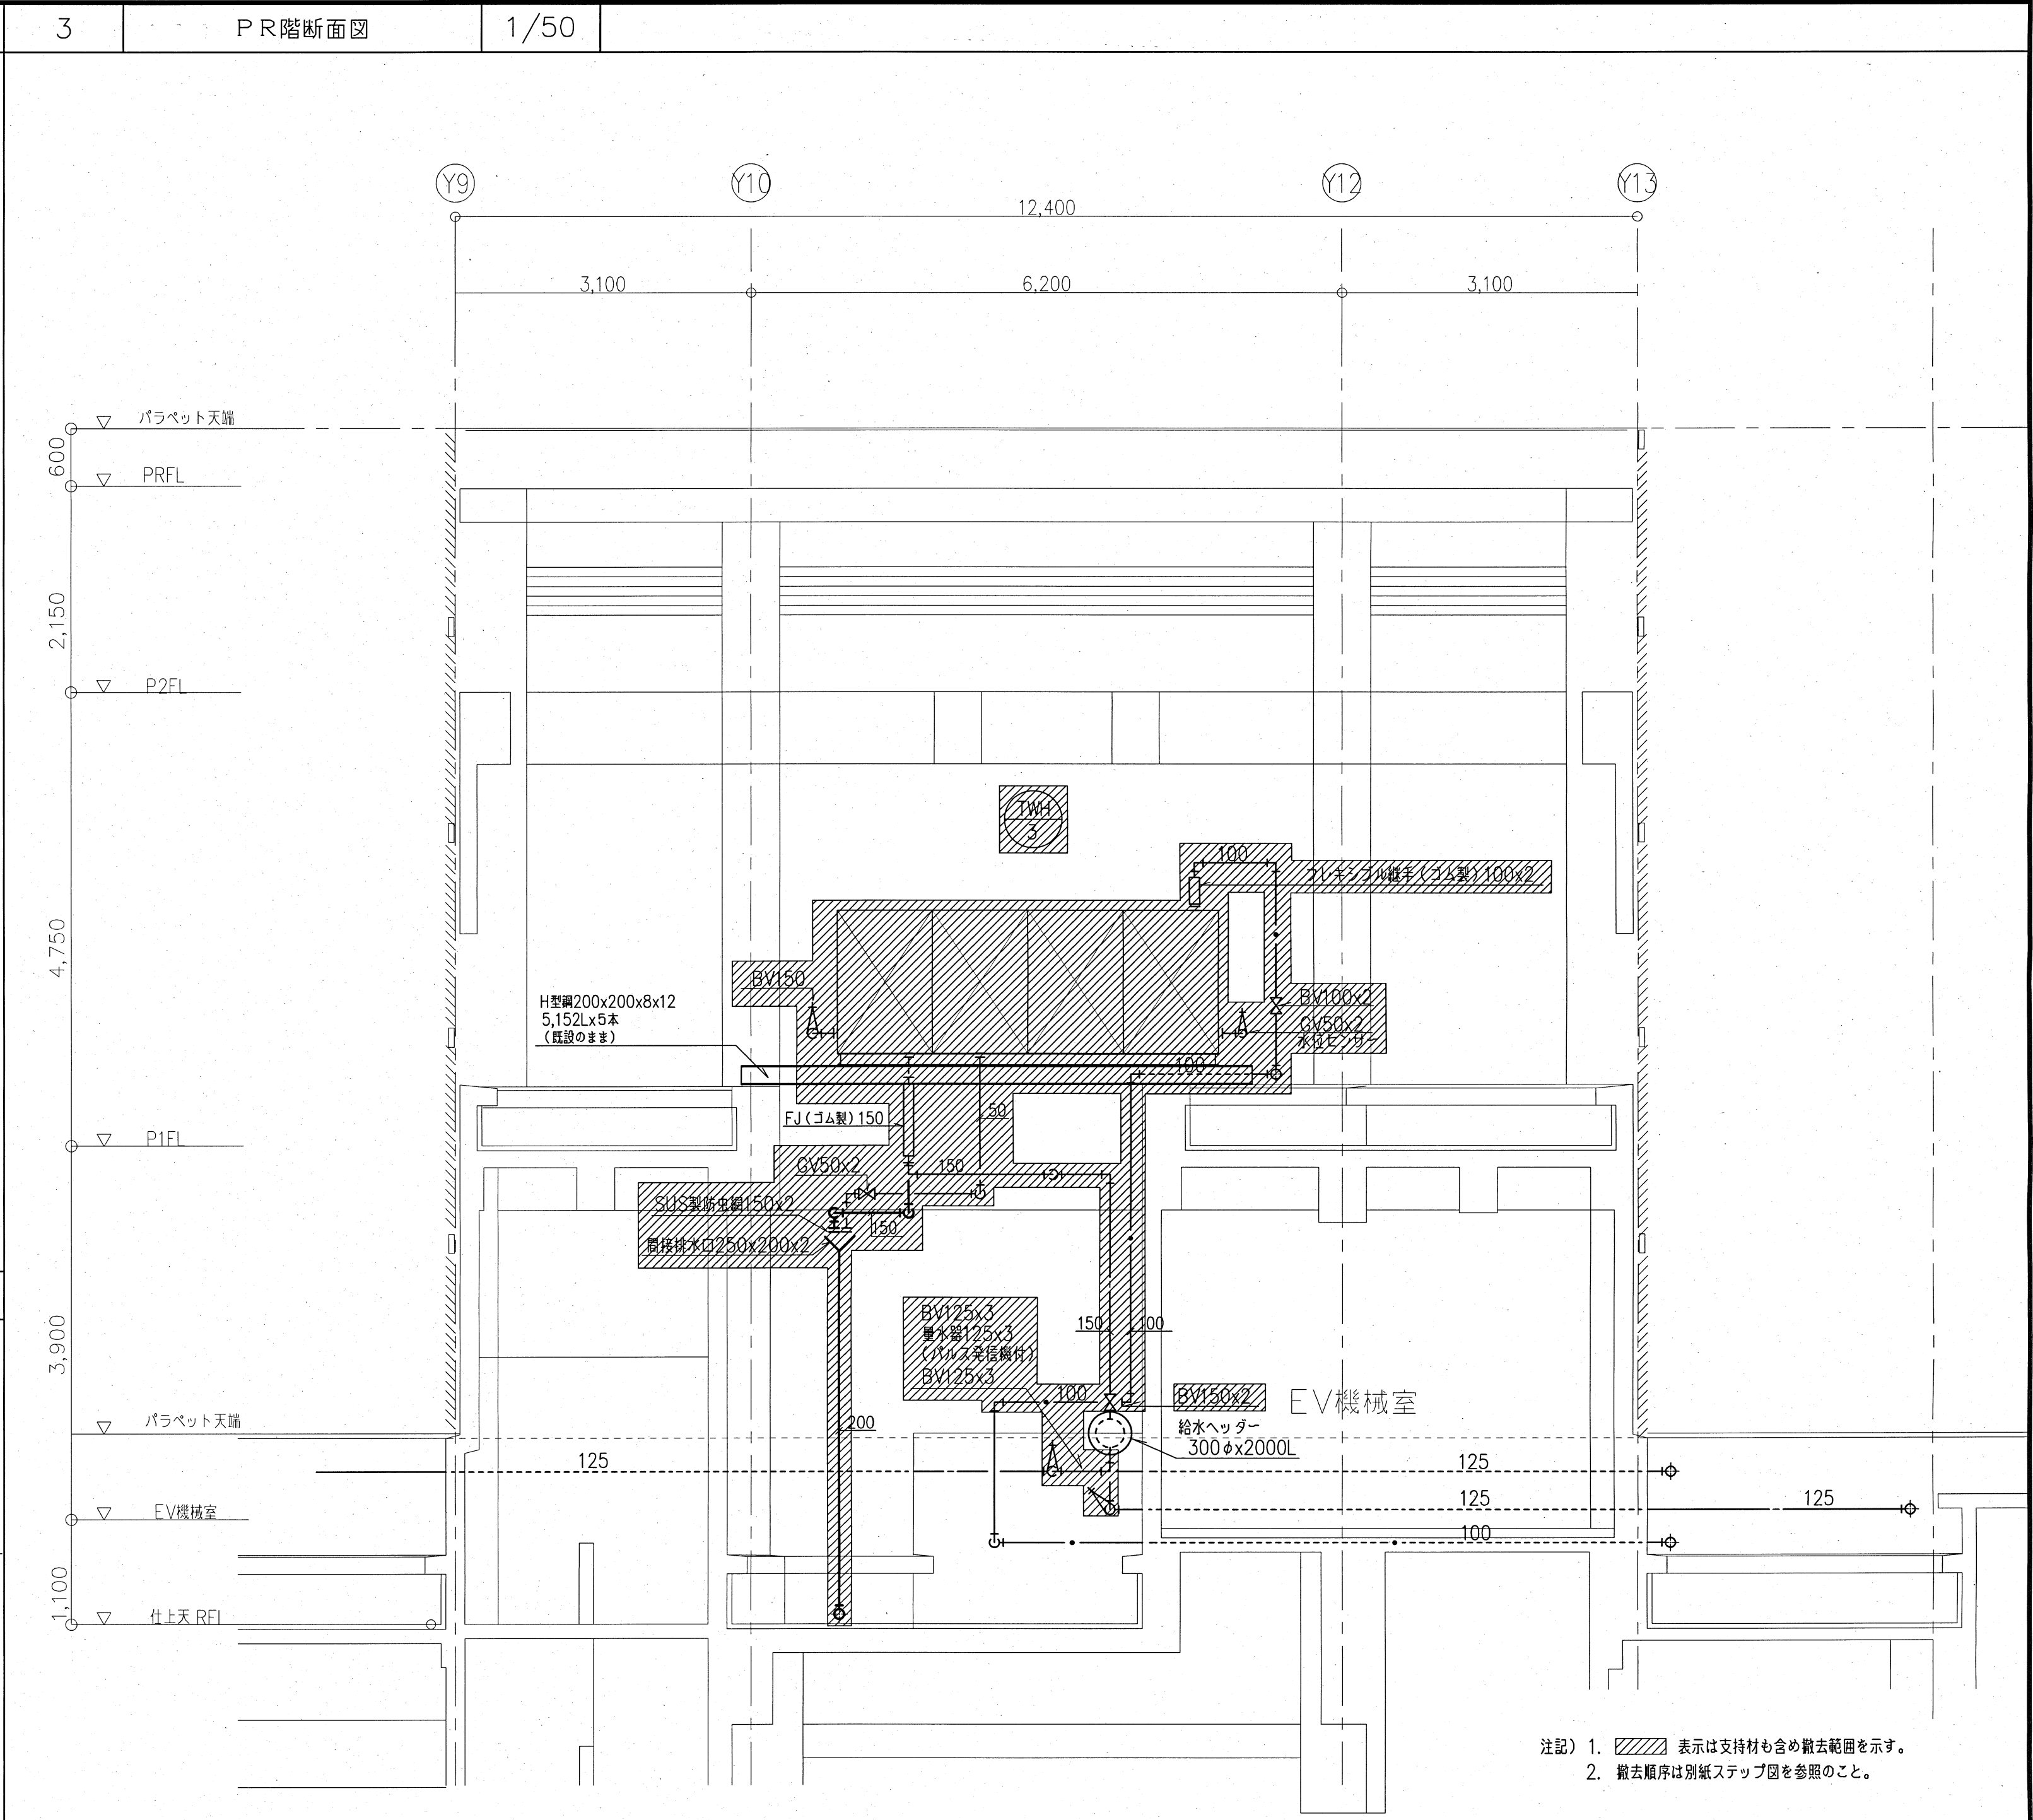 3
PR階断面図
1/50
Y9
Y10
Y12
Y13
12,400
3,100
6,200
3,100
パラペット天端
600
PRFL
2,150
P2FL
TWH
3
100
フレキシブル継手(ゴム製)100x2
4,750
BV150
BV100x2
GV50x2
水位センサー
H型鋼200x200x8x12
5,152Lx5本
(既設のまま)
100
FJ(ゴム製)150
50
P1FL
GV50x2
150
SUS製防虫網150x2
150
間接排水口250x200x2
3,900
BV125x3
量水器125x3
(パルス発信機付)
BV125x3
150
100
100
BV150x2
EV機械室
給水ヘッダー
300φx2000L
パラペット天端
200
125
125
125
125
EV機械室
100
1,100
仕上天 RFL
注記) 1. 表示は支持材も含め撤去範囲を示す。
2. 撤去順序は別紙ステップ図を参照のこと。